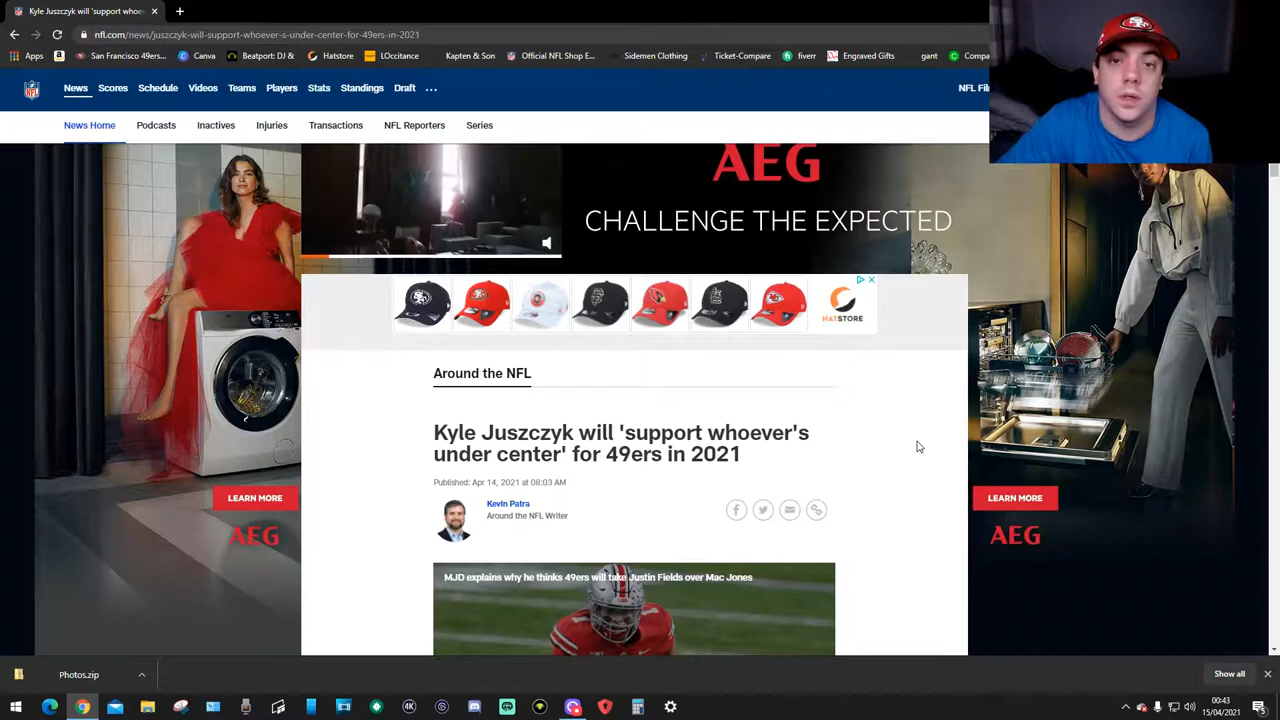 Kyle Juszczyk will 'support whoe
nfl.com/news/juszczyk-will-support-whoever-s-under-center-for-49ers-in-2021
Apps
San Francisco 49ers...
Canva
Beatport: DJ &
Hatstore
LOccitance
Kapten & Son
Official NFL Shop E...
Sidemen Clothing
Ticket-Compare
fiverr
Engraved Gifts
gant
Compa
News
Scores
Schedule
Videos
Teams
Players
Stats
Standings
Draft
...
NFL Fil
News Home
Podcasts
Inactives
Injuries
Transactions
NFL Reporters
Series
AEG
CHALLENGE THE EXPECTED
HATSTORE
Around the NFL
Kyle Juszczyk will 'support whoever's
under center' for 49ers in 2021
Published: Apr 14, 2021 at 08:03 AM
Kevin Patra
Around the NFL Writer
LEARN MORE
AEG
LEARN MORE
AEG
MJD explains why he thinks 49ers will take Justin Fields over Mac Jones
Photos.zip
Show all
00:43
15/04/2021